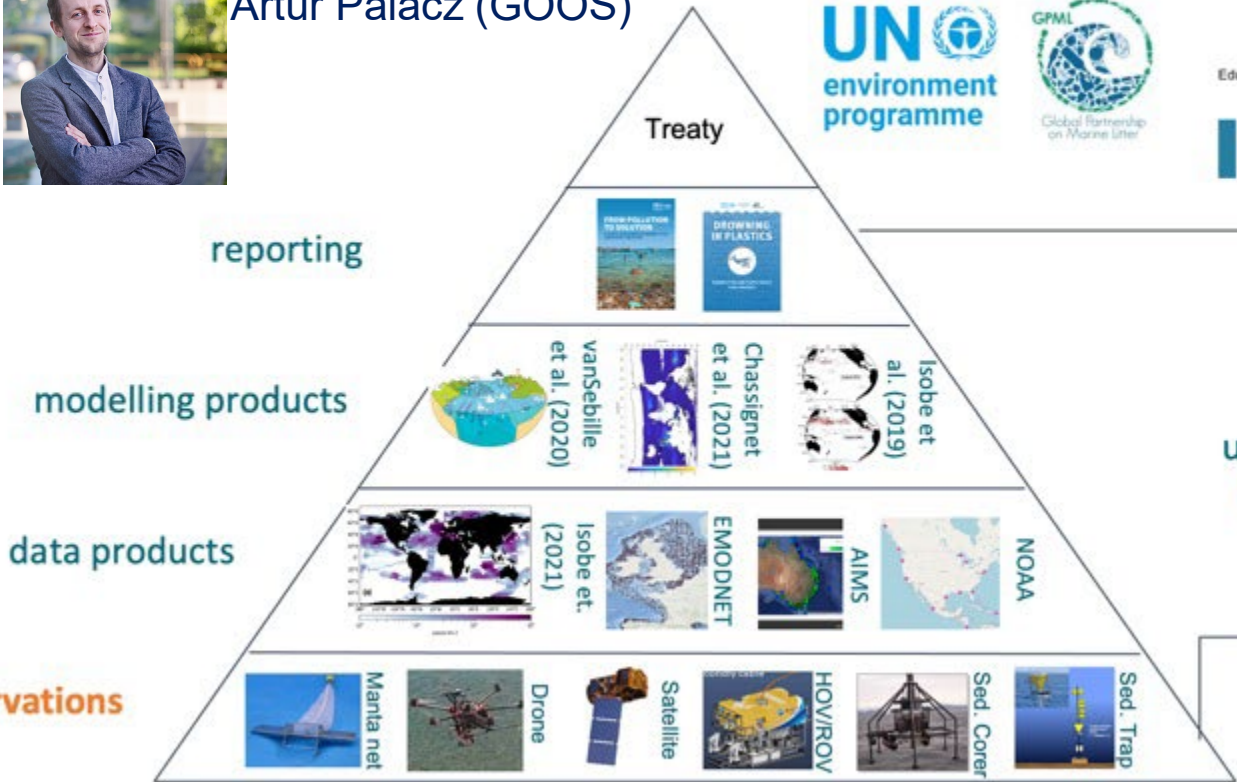 Artur Palacz (GOOS)
UN
environment
programme
GPML
Global Partnership
on Marine Litter
Treaty
reporting
FROM POLLUTION
TO SOLUTION
DROWNING
IN PLASTICS
modelling products
vanSebille
et al. (2020)
Chassignet
et al. (2021)
Isobe et
al. (2019)
data products
Isobe et.
(2021)
EMODNET
AIMS
NOAA
vations
Manta net
Drone
Satellite
HOV/ROV
Sed. Corer
Sed. Trap